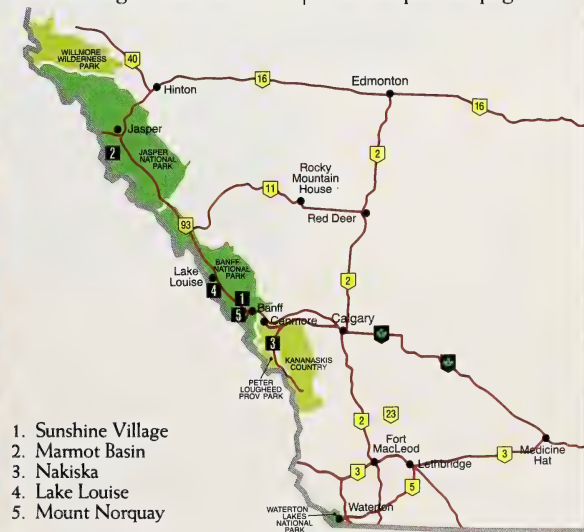 WILLMORE
WILDERNESS
PARK
40
Hinton
16
Edmonton
16
Jasper
2
JASPER
NATIONAL
PARK
2
Rocky
Mountain
House
11
Red Deer
93
BANFF
NATIONAL
PARK
Lake
Louise
4
1
5
Banff
Canmore
2
Calgary
3
KANANASKIS
COUNTRY
PETER
LOUGHEED
PROV PARK
2
23
Fort
MacLeod
3
Lethbridge
3
Medicine
Hat
5
Waterton
WATERTON
LAKES
NATIONAL
PARK
1. Sunshine Village
2. Marmot Basin
3. Nakiska
4. Lake Louise
5. Mount Norquay